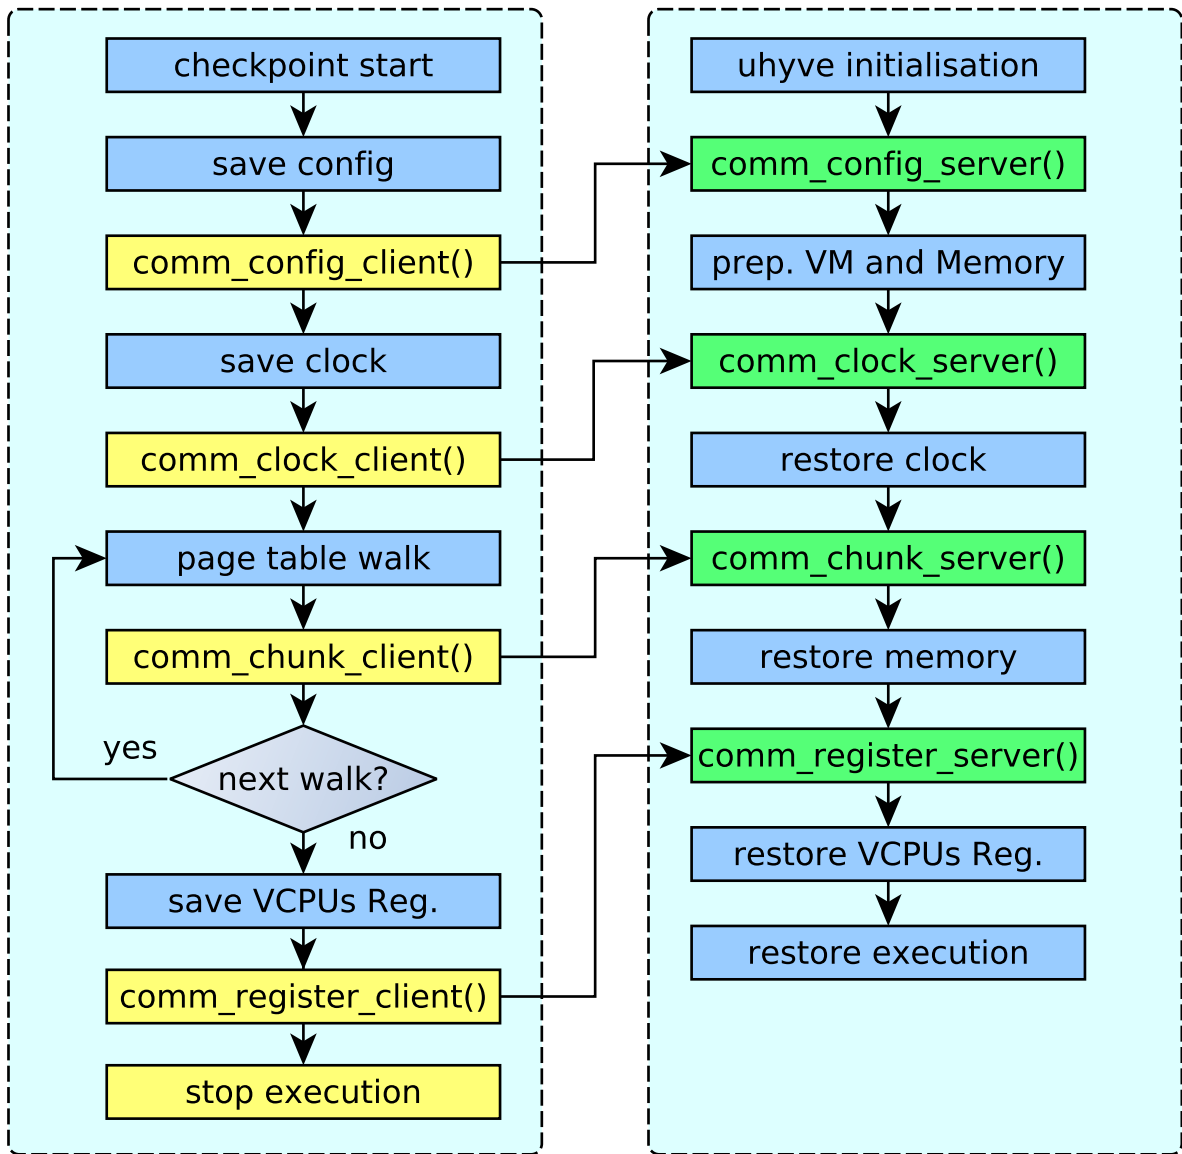 checkpoint start
save config
comm_config_client()
save clock
comm_clock_client()
page table walk
comm_chunk_client()
yes
next walk?
no
save VCPUs Reg.
comm_register_client()
stop execution
uhyve initialisation
comm_config_server()
prep. VM and Memory
comm_clock_server()
restore clock
comm_chunk_server()
restore memory
comm_register_server()
restore VCPUs Reg.
restore execution